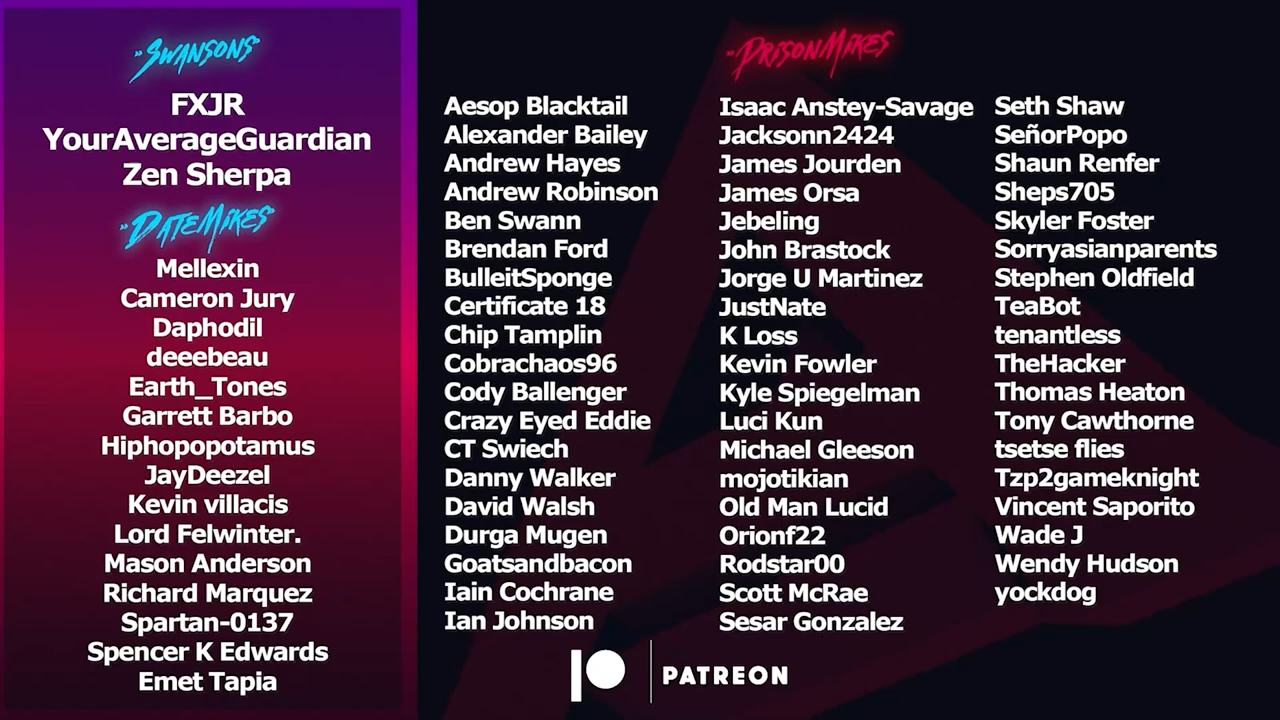 "Swansons"
FXJR
YourAverageGuardian
Zen Sherpa
"DateMikes"
Mellexin
Cameron Jury
Daphodil
deeebeau
Earth_Tones
Garrett Barbo
Hiphopopotamus
JayDeezel
Kevin villacis
Lord Felwinter.
Mason Anderson
Richard Marquez
Spartan-0137
Spencer K Edwards
Emet Tapia
"PrisonMikes"
Aesop Blacktail
Alexander Bailey
Andrew Hayes
Andrew Robinson
Ben Swann
Brendan Ford
BulleitSponge
Certificate 18
Chip Tamplin
Cobrachaos96
Cody Ballenger
Crazy Eyed Eddie
CT Swiech
Danny Walker
David Walsh
Durga Mugen
Goatsandbacon
Iain Cochrane
Ian Johnson
Isaac Anstey-Savage
Jacksonn2424
James Jourden
James Orsa
Jebeling
John Brastock
Jorge U Martinez
JustNate
K Loss
Kevin Fowler
Kyle Spiegelman
Luci Kun
Michael Gleeson
mojotikian
Old Man Lucid
Orionf22
Rodstar00
Scott McRae
Sesar Gonzalez
Seth Shaw
SeñorPopo
Shaun Renfer
Sheps705
Skyler Foster
Sorryasianparents
Stephen Oldfield
TeaBot
tenantless
TheHacker
Thomas Heaton
Tony Cawthorne
tsetse flies
Tzp2gameknight
Vincent Saporito
Wade J
Wendy Hudson
yockdog
PATREON